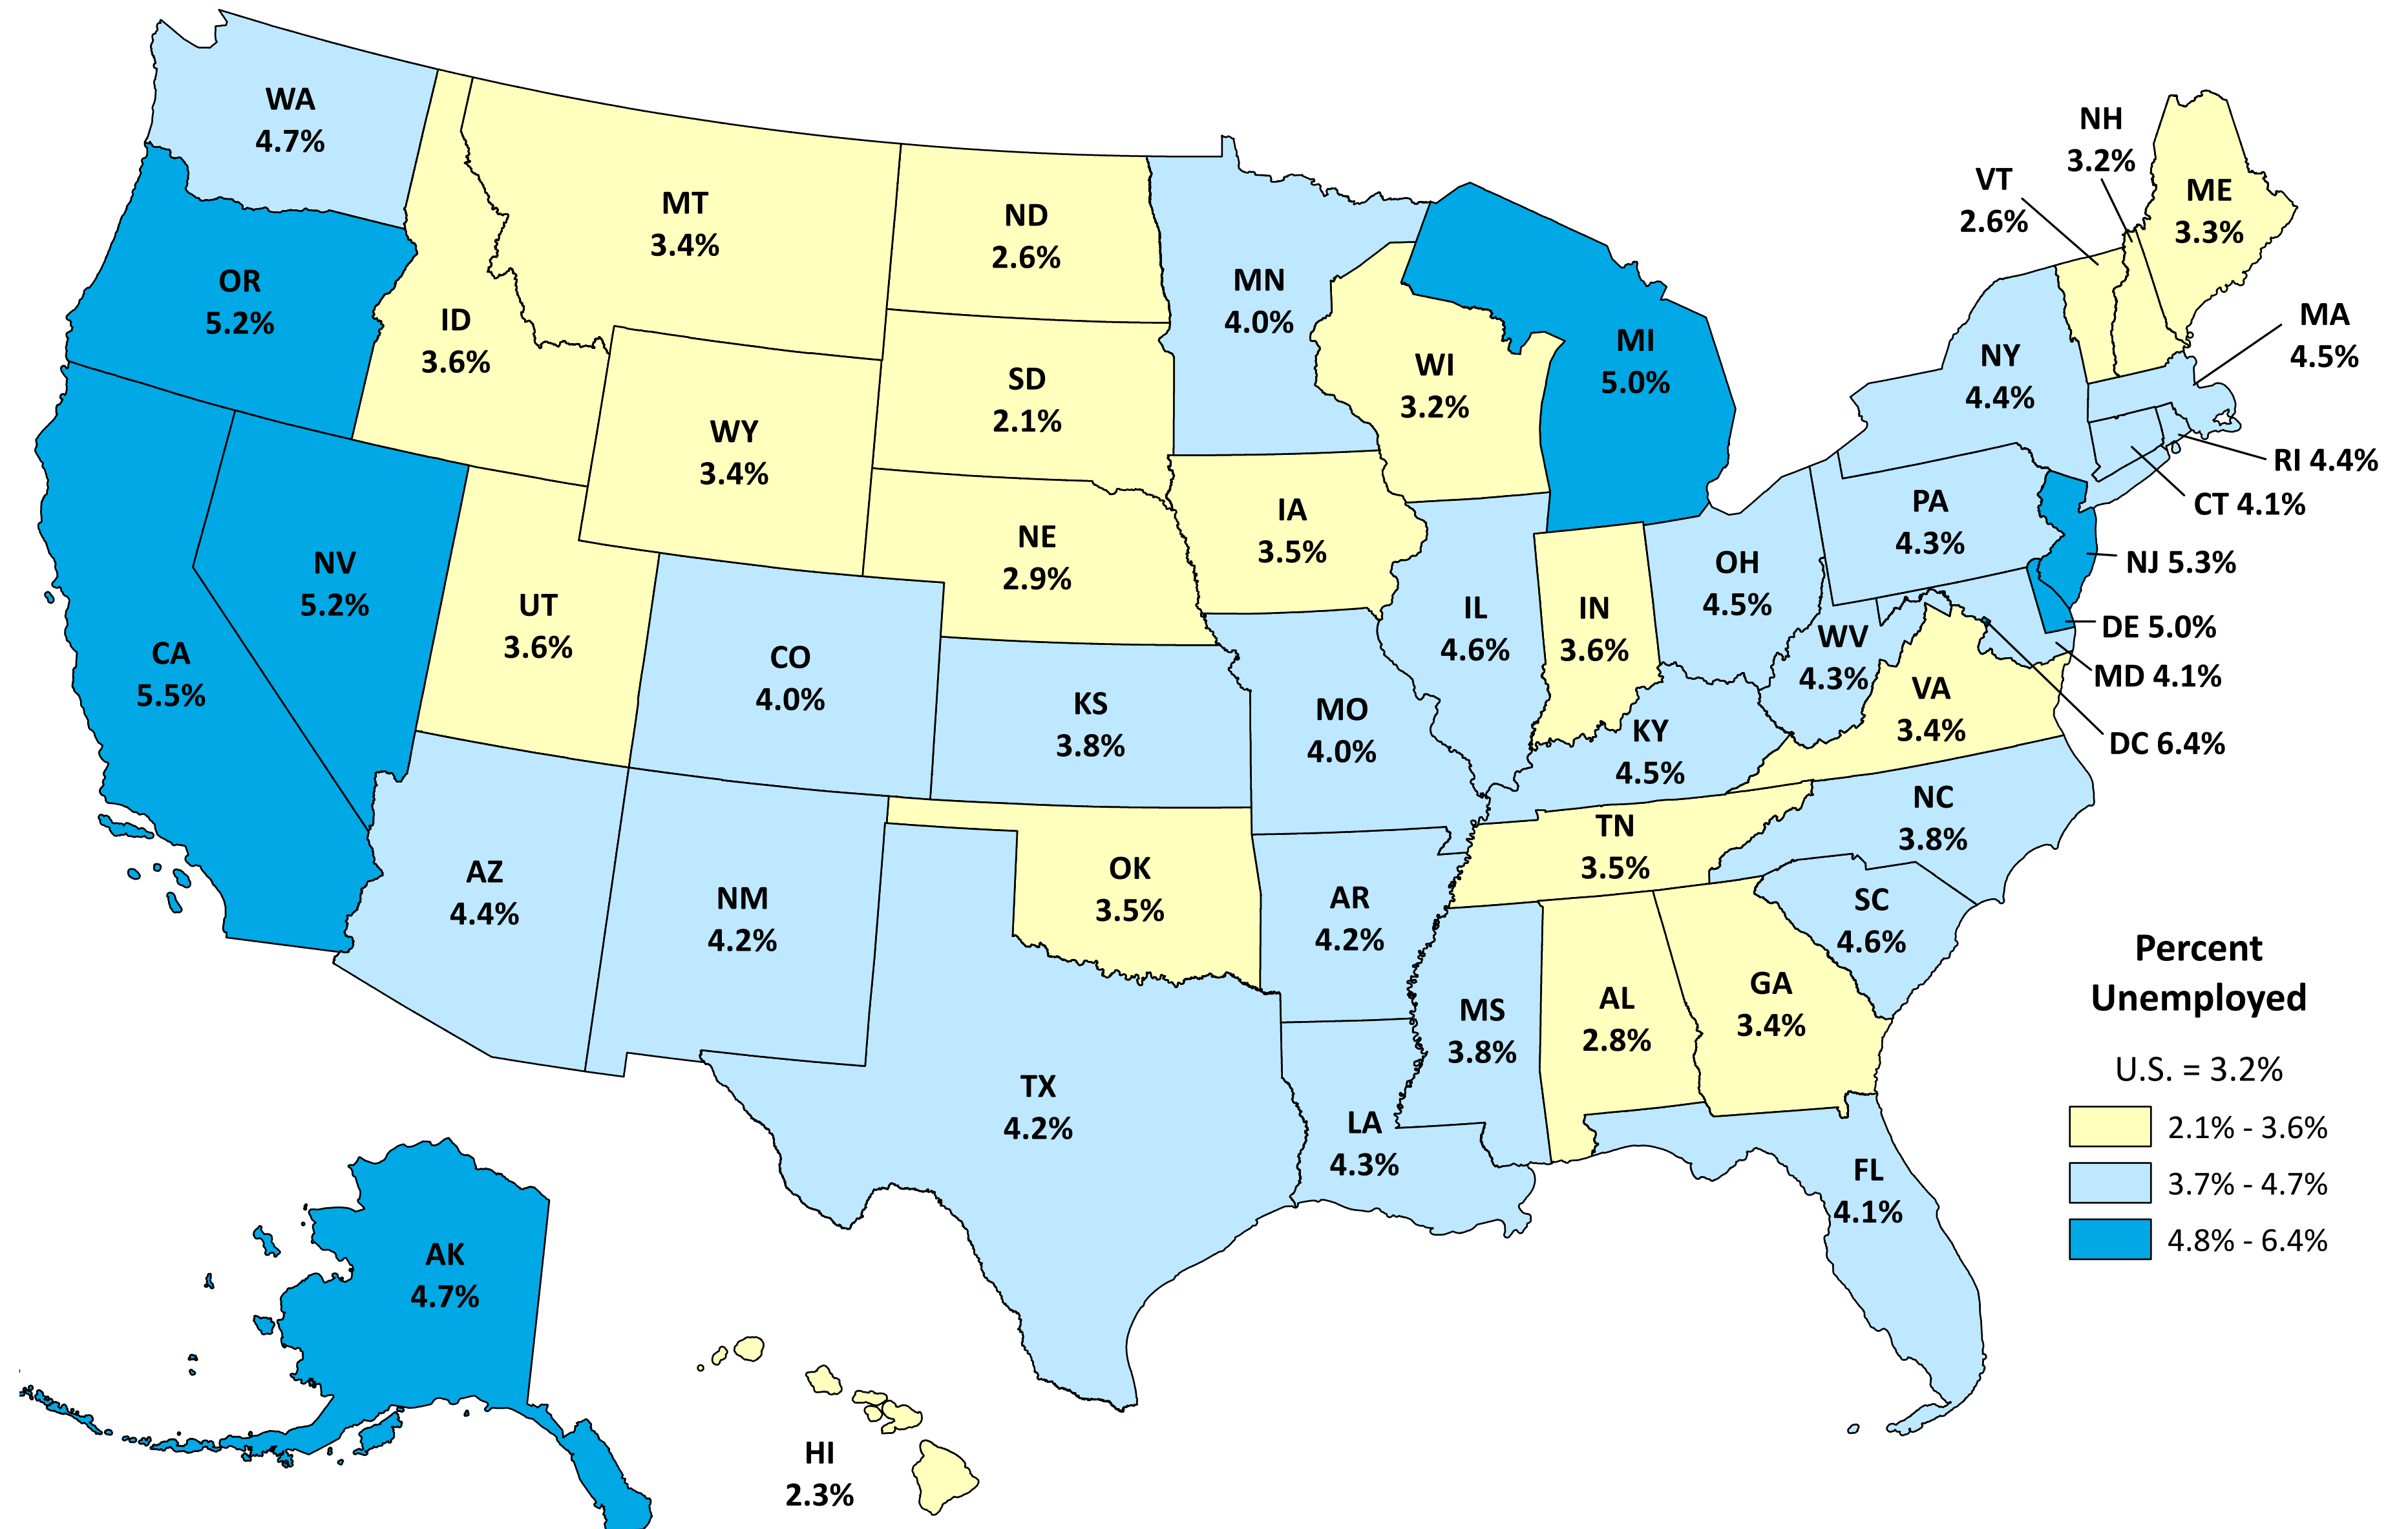 WA
4.7%
OR
5.2%
CA
5.5%
NV
5.2%
ID
3.6%
MT
3.4%
WY
3.4%
UT
3.6%
CO
4.0%
AZ
4.4%
NM
4.2%
ND
2.6%
SD
2.1%
NE
2.9%
KS
3.8%
OK
3.5%
TX
4.2%
MN
4.0%
IA
3.5%
MO
4.0%
AR
4.2%
LA
4.3%
WI
3.2%
IL
4.6%
MI
5.0%
IN
3.6%
OH
4.5%
KY
4.5%
TN
3.5%
MS
3.8%
AL
2.8%
GA
3.4%
FL
4.1%
SC
4.6%
NC
3.8%
VA
3.4%
WV
4.3%
PA
4.3%
NY
4.4%
VT
2.6%
NH
3.2%
ME
3.3%
MA
4.5%
RI 4.4%
CT 4.1%
NJ 5.3%
DE 5.0%
MD 4.1%
DC 6.4%
AK
4.7%
HI
2.3%
Percent
Unemployed
U.S. = 3.2%
2.1% - 3.6%
3.7% - 4.7%
4.8% - 6.4%